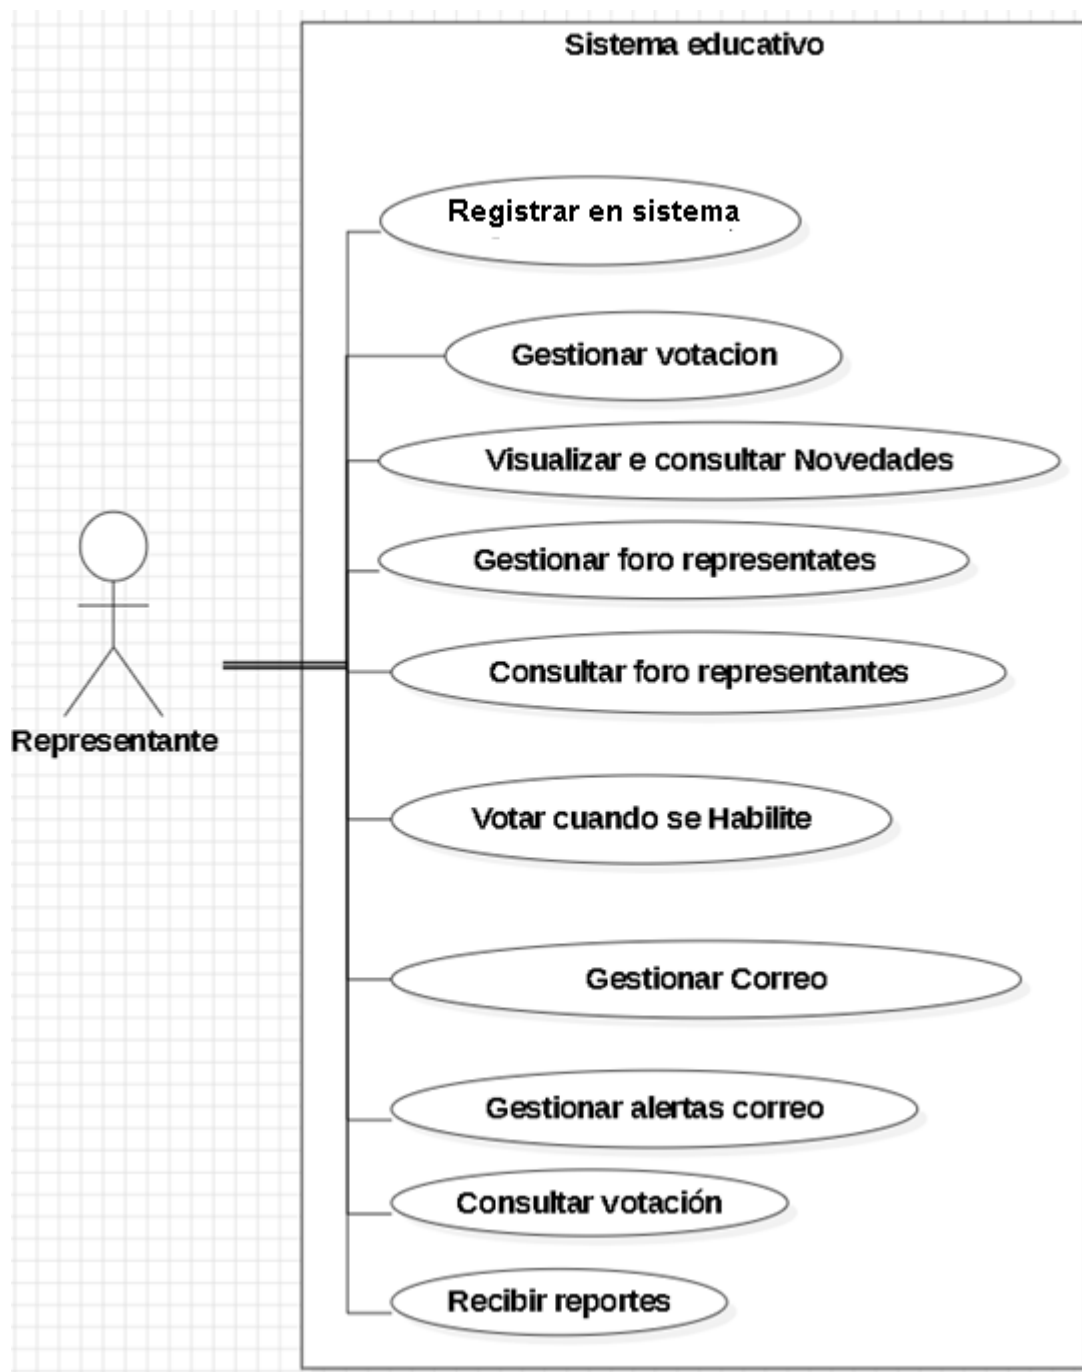 Sistema educativo
Registrar en sistema
Gestionar votacion
Visualizar e consultar Novedades
Gestionar foro representates
Consultar foro representantes
Representante
Votar cuando se Habilite
Gestionar Correo
Gestionar alertas correo
Consultar votación
Recibir reportes